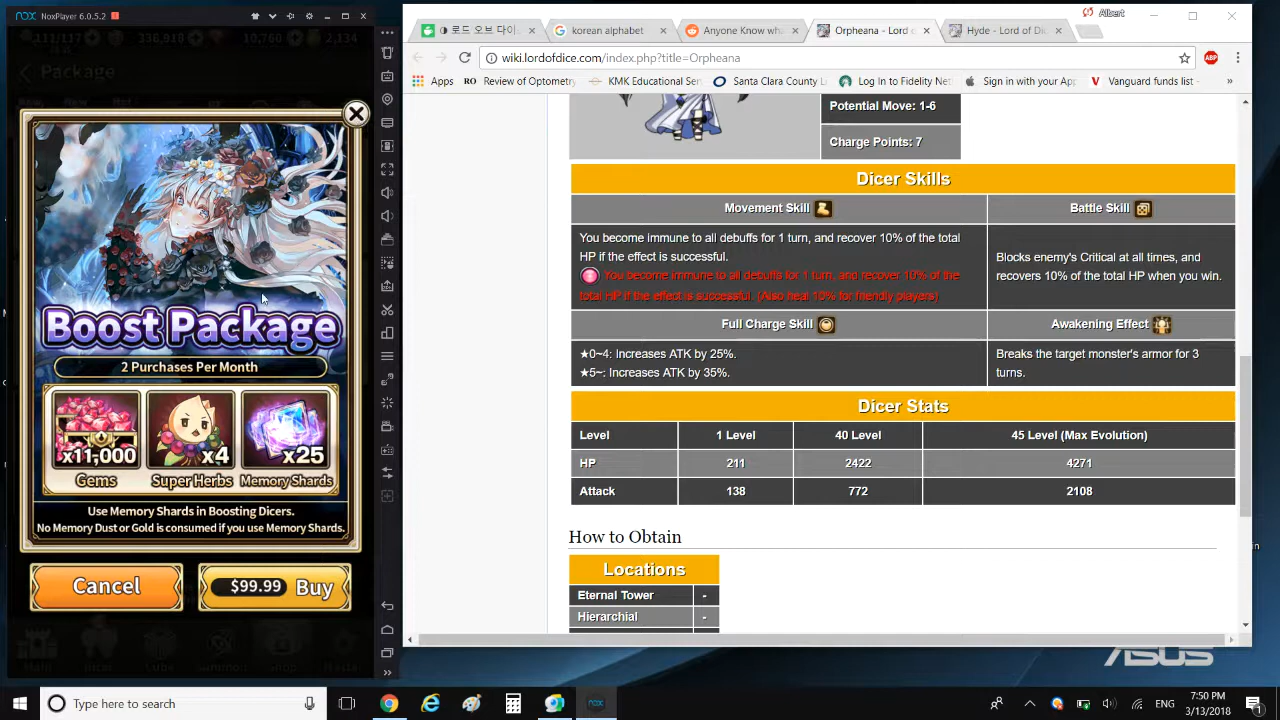 NoxPlayer 6.0.5.2
Package
Boost Package
2 Purchases Per Month
x11,000
x4
x25
Gems
Super Herbs
Memory Shards
Use Memory Shards in Boosting Dicers.
No Memory Dust or Gold is consumed if you use Memory Shards.
Cancel
$99.99 Buy
Albert
로드 오브 다이
korean alphabet
Anyone Know wh
Orpheana - Lord
Hyde - Lord of Di
wiki.lordofdice.com/index.php?title=Orpheana
Apps
RO Review of Optometry
KMK Educational Ser
Santa Clara County Li
Log In to Fidelity Net
Sign in with your App
Vanguard funds list
ABP
Potential Move: 1-6
Charge Points: 7
Dicer Skills
Movement Skill
Battle Skill
You become immune to all debuffs for 1 turn, and recover 10% of the total
HP if the effect is successful.
You become immune to all debuffs for 1 turn, and recover 10% of the
total HP if the effect is successful. (Also heal 10% for friendly players)
Blocks enemy's Critical at all times, and
recovers 10% of the total HP when you win.
Full Charge Skill
Awakening Effect
★0~4: Increases ATK by 25%.
★5~: Increases ATK by 35%.
Breaks the target monster's armor for 3
turns.
Dicer Stats
Level 1 Level 40 Level 45 Level (Max Evolution)
HP 211 2422 4271
Attack 138 772 2108
How to Obtain
Locations
Eternal Tower -
Hierarchial -
ASUS
Type here to search
ENG
7:50 PM
3/13/2018